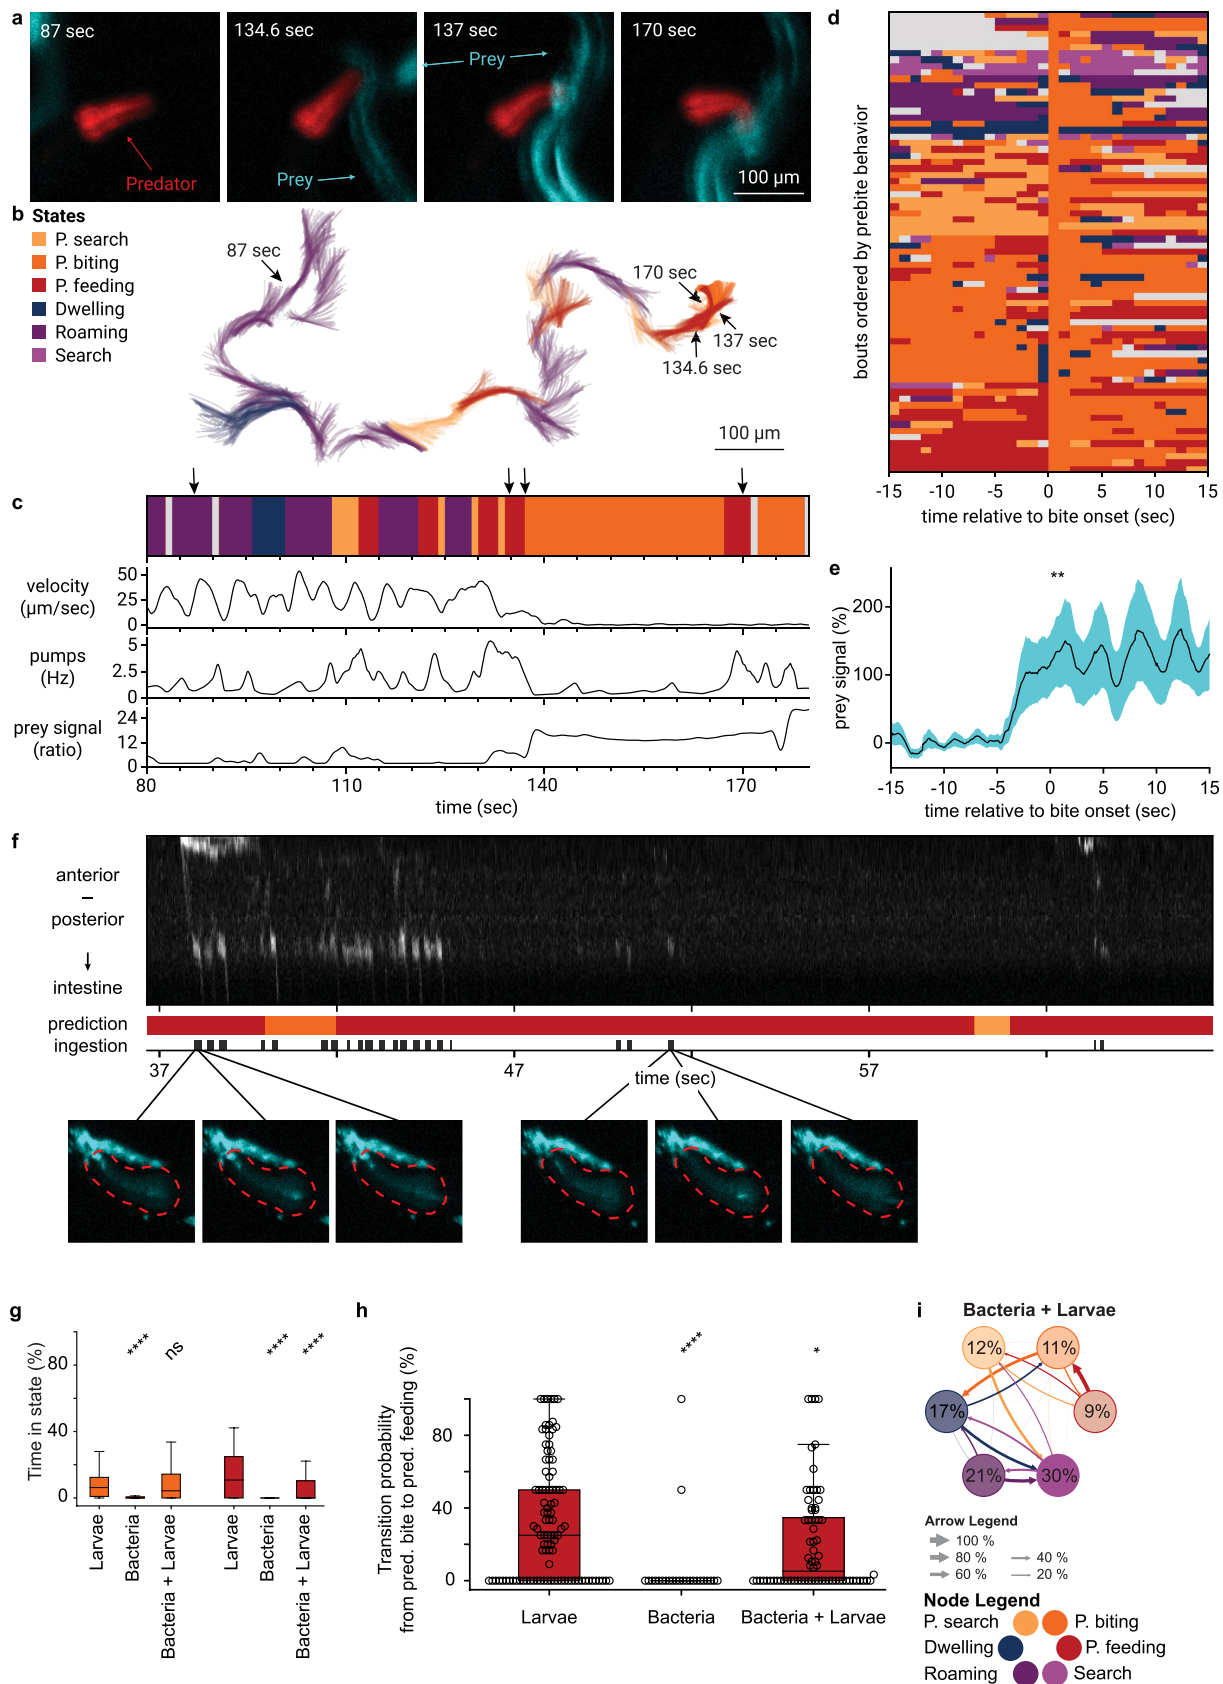 a
87 sec
134.6 sec
137 sec
170 sec
Predator
Prey
Prey
100 µm
b
States
P. search
P. biting
P. feeding
Dwelling
Roaming
Search
87 sec
170 sec
137 sec
134.6 sec
100 µm
c
velocity
(µm/sec)
50
25
0
pumps
(Hz)
5
2.5
0
prey signal
(ratio)
24
12
0
80
110
140
170
time (sec)
d
bouts ordered by prebite behavior
-15
-10
-5
0
5
10
15
time relative to bite onset (sec)
e
**
prey signal (%)
200
100
0
-15
-10
-5
0
5
10
15
time relative to bite onset (sec)
f
anterior
–
posterior
↓
intestine
prediction
ingestion
37
47
57
time (sec)
g
Time in state (%)
80
40
0
****
ns
****
****
Larvae
Bacteria
Bacteria + Larvae
Larvae
Bacteria
Bacteria + Larvae
h
Transition probability
from pred. bite to pred. feeding (%)
80
40
0
****
*
Larvae
Bacteria
Bacteria + Larvae
i
Bacteria + Larvae
12%
11%
17%
9%
21%
30%
Arrow Legend
100 %
80 %
60 %
40 %
20 %
Node Legend
P. search
P. biting
Dwelling
P. feeding
Roaming
Search